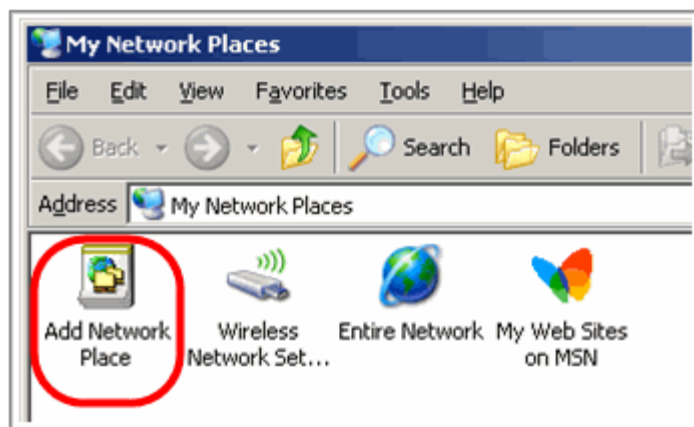 My Network Places
File Edit View Favorites Tools Help
Back Search Folders
Address My Network Places
Add Network Place
Wireless Network Set...
Entire Network
My Web Sites on MSN